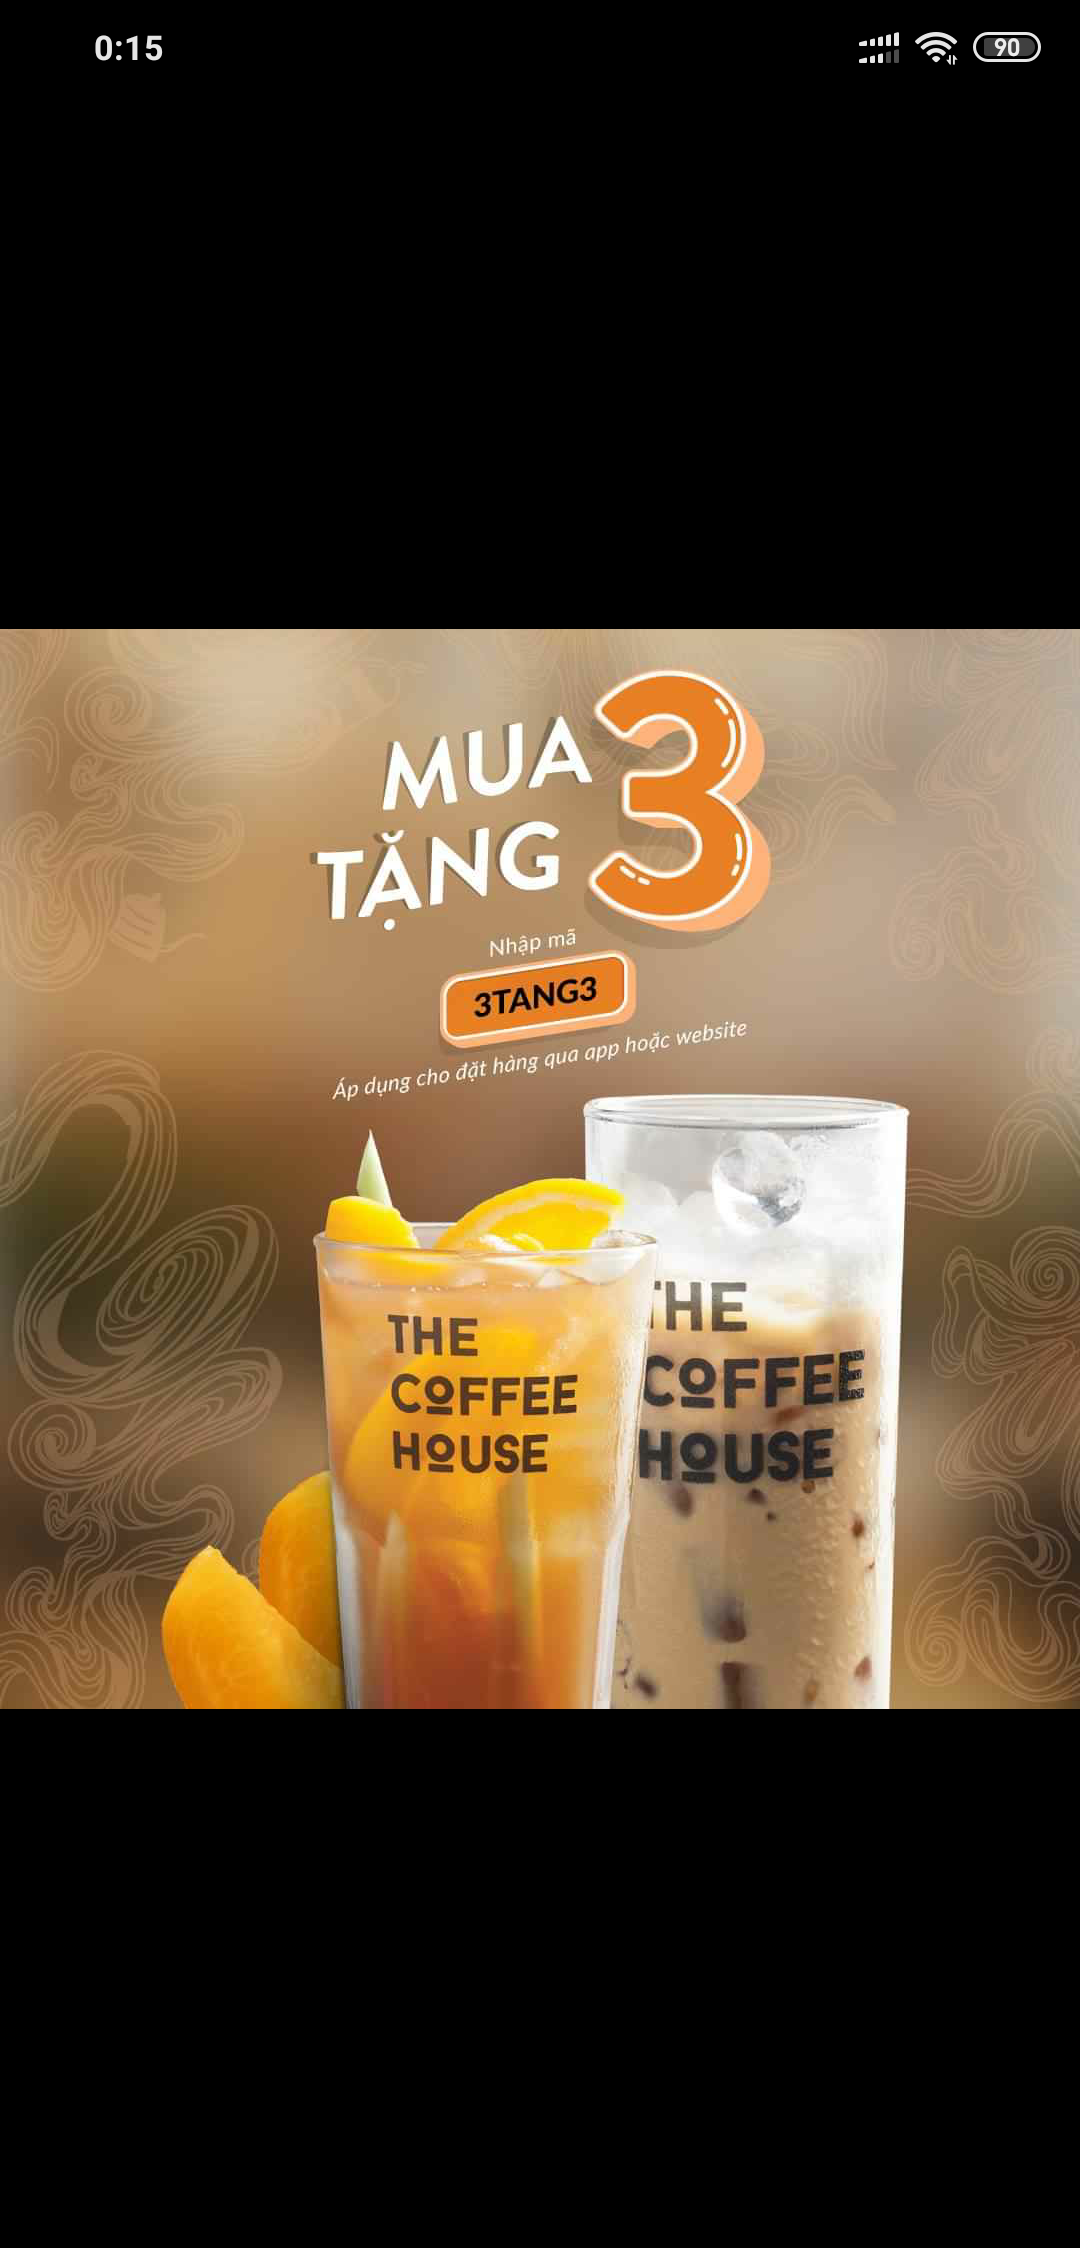 0:15
90
MUA
TẶNG
3
Nhập mã
3TANG3
Áp dụng cho đặt hàng qua app hoặc website
THE
COFFEE
HOUSE
THE
COFFEE
HOUSE